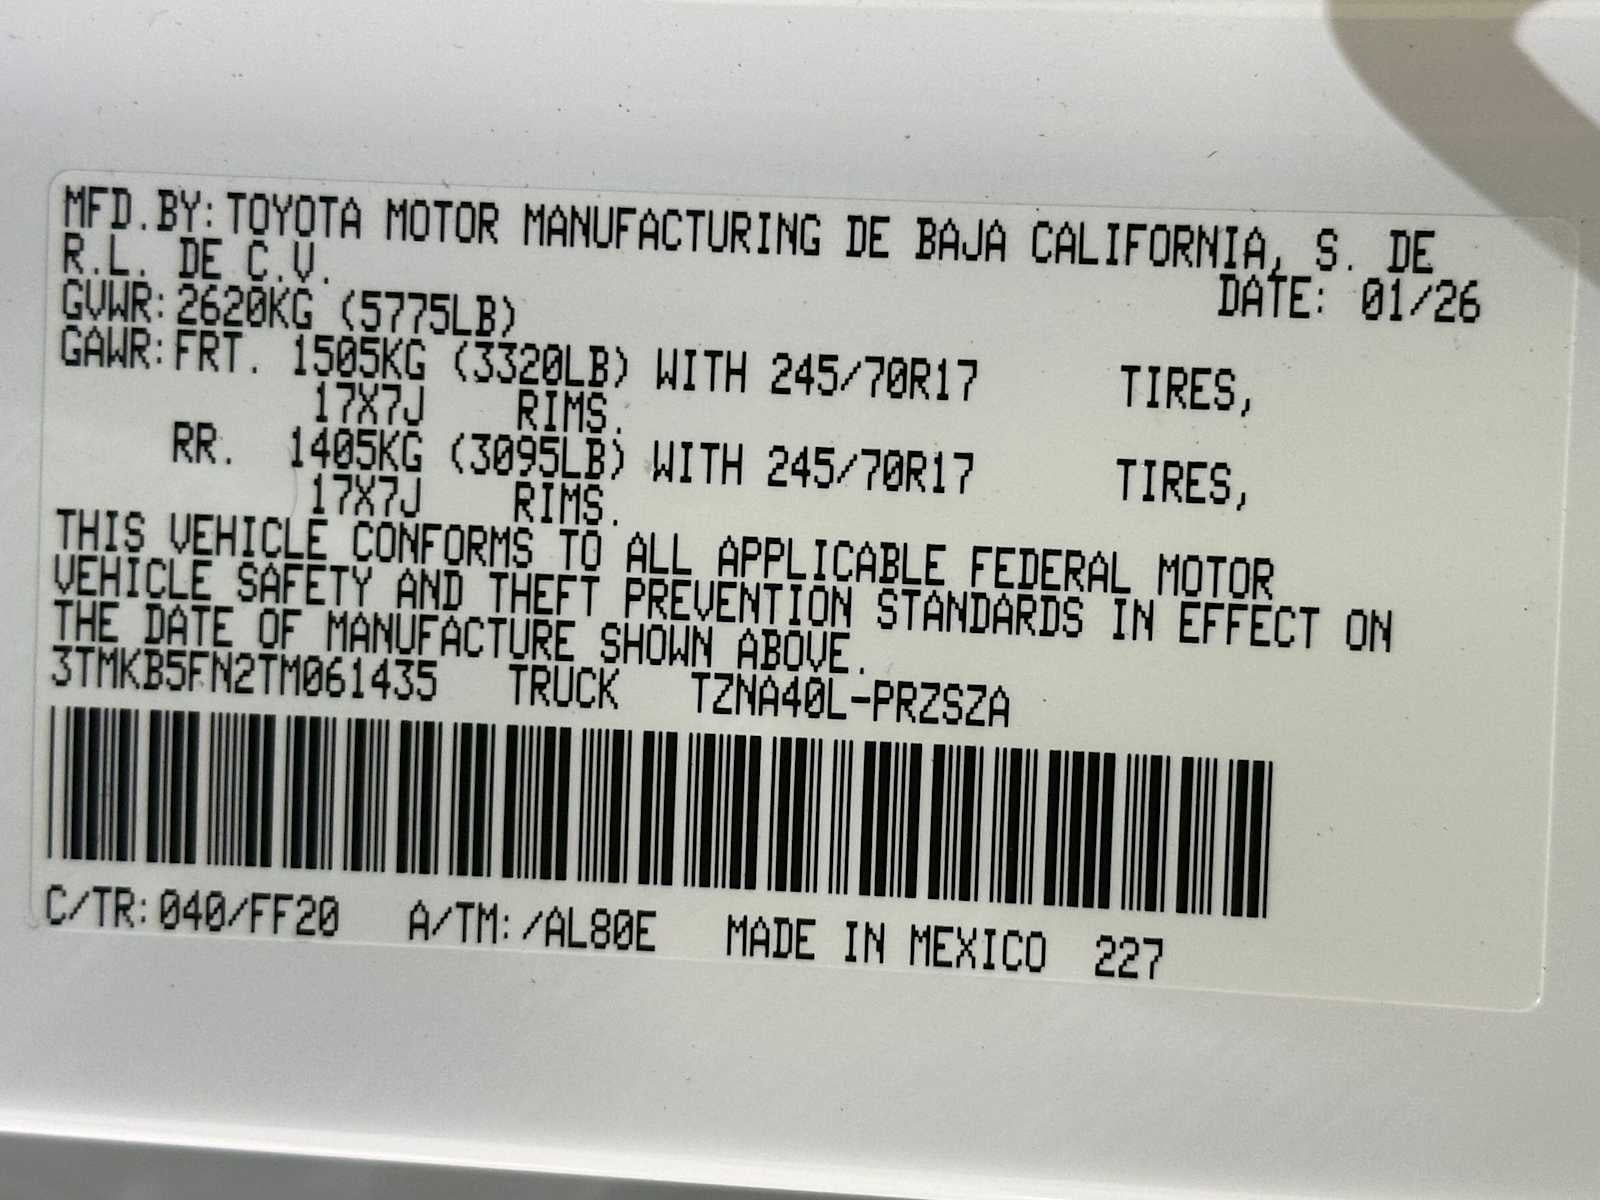 MFD.BY:TOYOTA MOTOR MANUFACTURING DE BAJA CALIFORNIA, S. DE
R.L. DE C.V.
DATE: 01/26
GVWR:2620KG (5775LB)
GAWR:FRT. 1505KG (3320LB) WITH 245/70R17 TIRES,
17X7J RIMS.
RR. 1405KG (3095LB) WITH 245/70R17 TIRES,
17X7J RIMS.
THIS VEHICLE CONFORMS TO ALL APPLICABLE FEDERAL MOTOR
VEHICLE SAFETY AND THEFT PREVENTION STANDARDS IN EFFECT ON
THE DATE OF MANUFACTURE SHOWN ABOVE.
3TMKB5FN2TM061435 TRUCK TZNA40L-PRZSZA
C/TR:040/FF20 A/TM:/AL80E MADE IN MEXICO 227